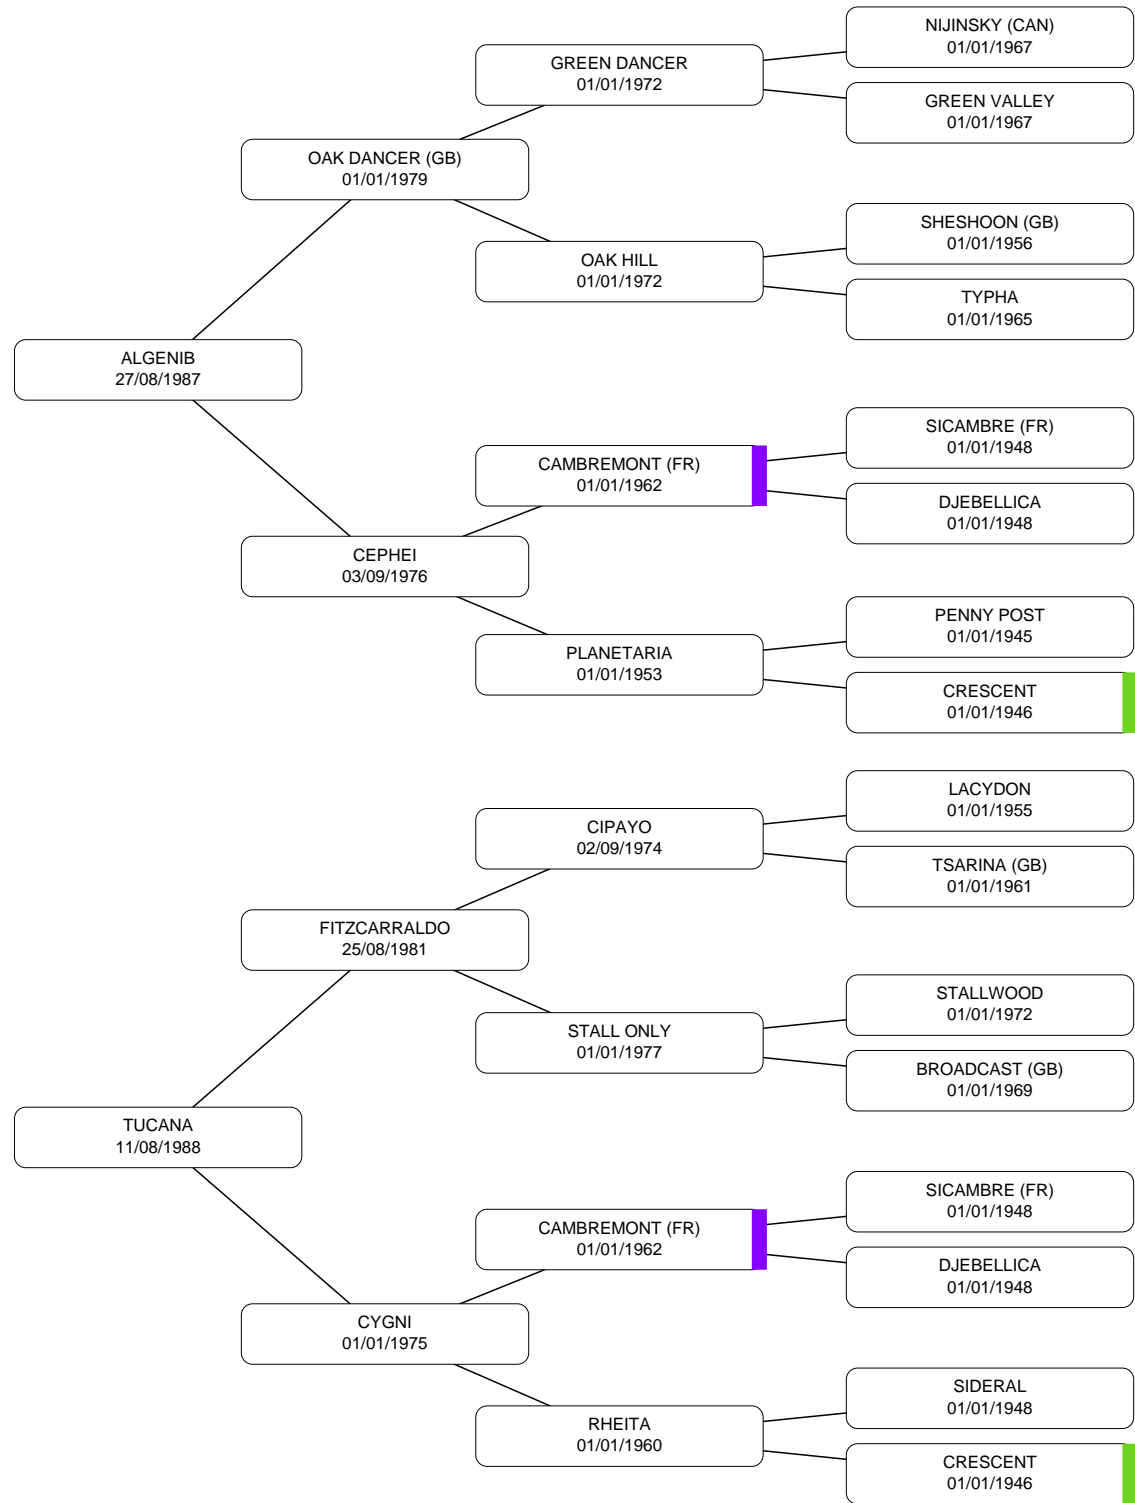 NIJINSKY (CAN)
01/01/1967
GREEN DANCER
01/01/1972
GREEN VALLEY
01/01/1967
OAK DANCER (GB)
01/01/1979
SHESHOON (GB)
01/01/1956
OAK HILL
01/01/1972
TYPHA
01/01/1965
ALGENIB
27/08/1987
SICAMBRE (FR)
01/01/1948
CAMBREMONT (FR)
01/01/1962
DJEBELLICA
01/01/1948
CEPHEI
03/09/1976
PENNY POST
01/01/1945
PLANETARIA
01/01/1953
CRESCENT
01/01/1946
LACYDON
01/01/1955
CIPAYO
02/09/1974
TSARINA (GB)
01/01/1961
FITZCARRALDO
25/08/1981
STALLWOOD
01/01/1972
STALL ONLY
01/01/1977
BROADCAST (GB)
01/01/1969
TUCANA
11/08/1988
SICAMBRE (FR)
01/01/1948
CAMBREMONT (FR)
01/01/1962
DJEBELLICA
01/01/1948
CYGNI
01/01/1975
SIDERAL
01/01/1948
RHEITA
01/01/1960
CRESCENT
01/01/1946